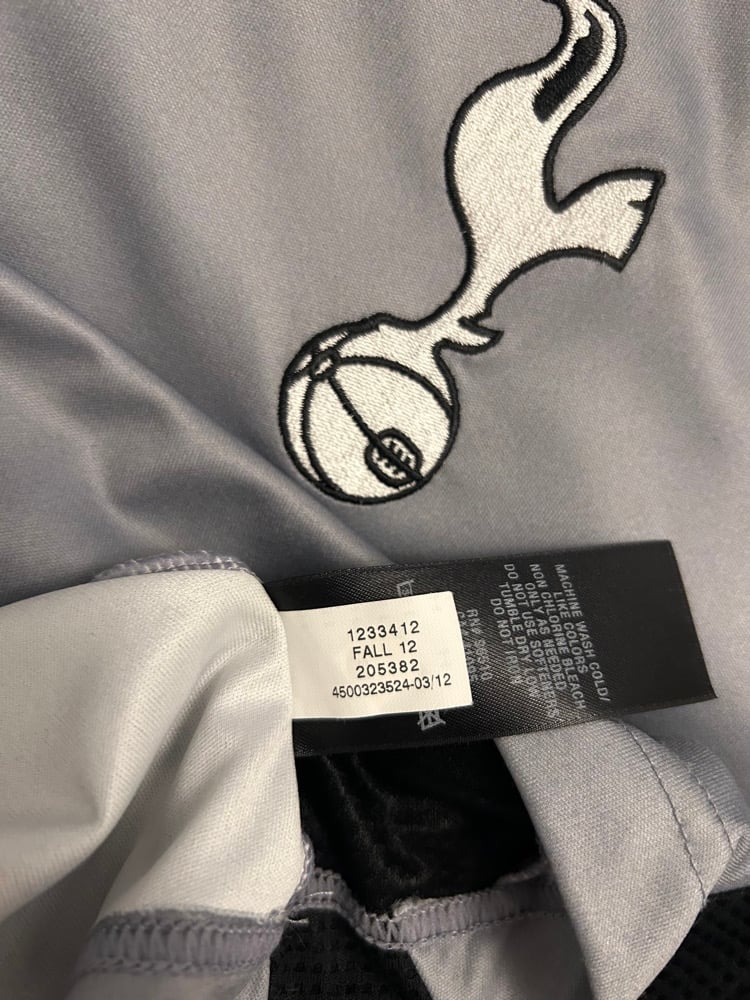 1233412
FALL 12
205382
4500323524-03/12
MACHINE WASH COLD/
LIKE COLORS
NON CHLORINE BLEACH
ONLY AS NEEDED
DO NOT USE SOFTENERS/
TUMBLE DRY LOW
DO NOT IRON
RN#